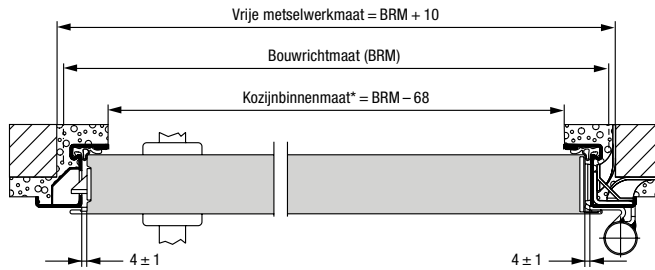 Vrije metselwerkmaat = BRM + 10
Bouwrichtmaat (BRM)
Kozijnbinnenmaat* = BRM – 68
4 ± 1
4 ± 1